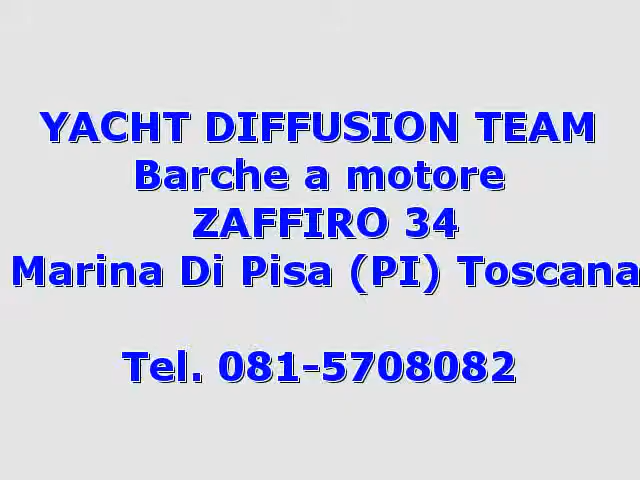 YACHT DIFFUSION TEAM
Barche a motore
ZAFFIRO 34
Marina Di Pisa (PI) Toscana
Tel. 081-5708082